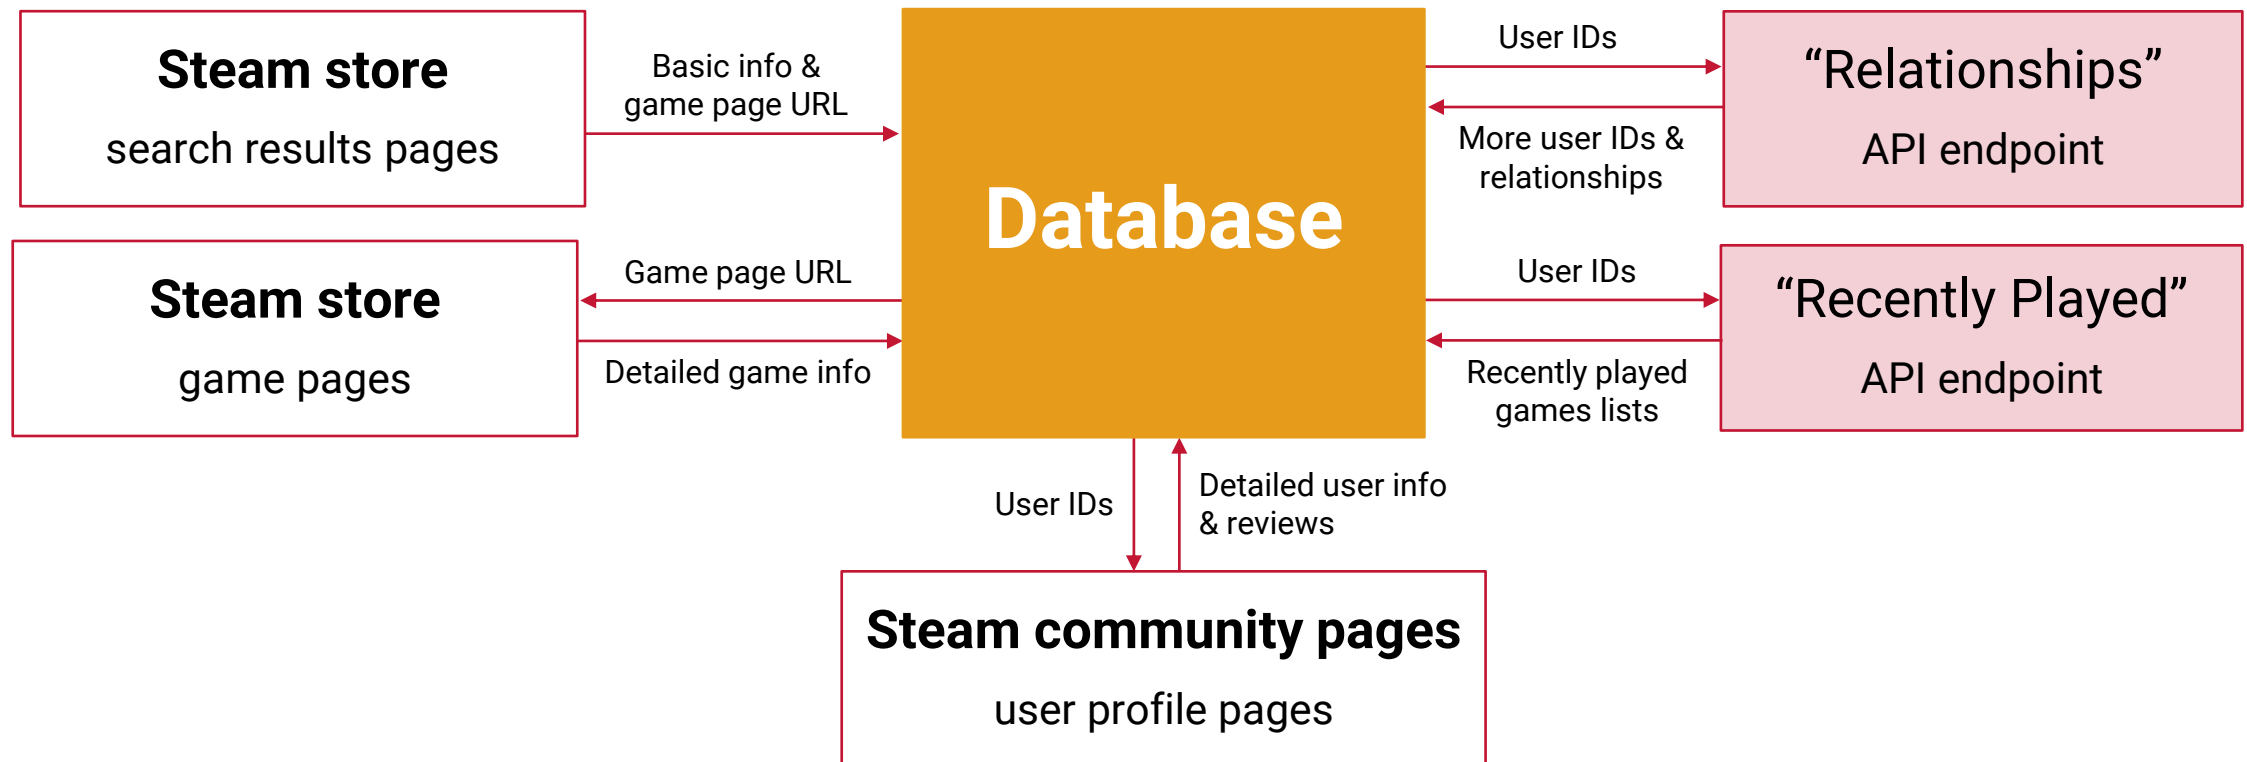 Steam store
search results pages
Basic info &
game page URL
Steam store
game pages
Game page URL
Detailed game info
Database
User IDs
More user IDs &
relationships
“Relationships”
API endpoint
User IDs
Recently played
games lists
“Recently Played”
API endpoint
User IDs
Detailed user info
& reviews
Steam community pages
user profile pages